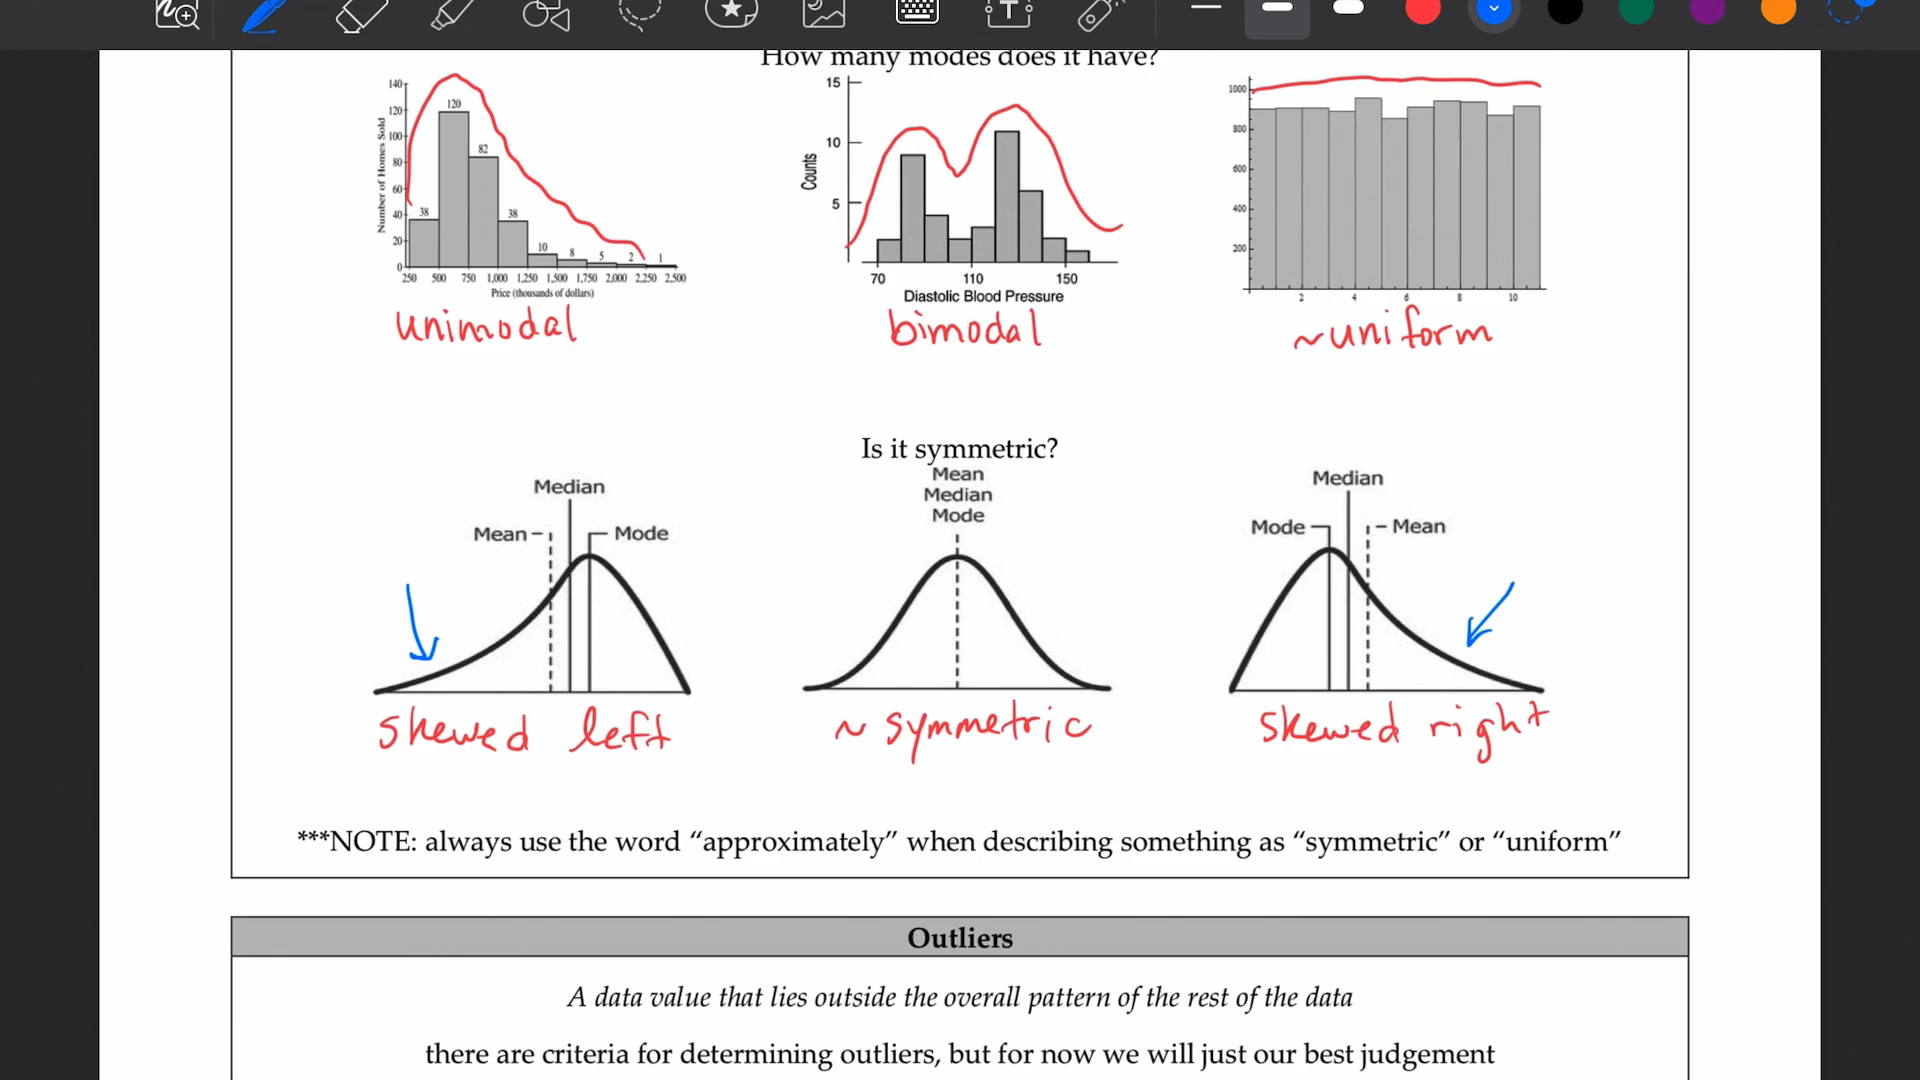 How many modes does it have?
140
120
100
80
60
40
20
0
Number of Homes Sold
38
120
82
38
10
8
5
2
1
250 500 750 1,000 1,250 1,500 1,750 2,000 2,250 2,500
Price (thousands of dollars)
unimodal
15
10
5
Counts
70 110 150
Diastolic Blood Pressure
bimodal
1000
800
600
400
200
2 4 6 8 10
~uniform
Is it symmetric?
Median
Mean
Mode
skewed left
Mean
Median
Mode
~ symmetric
Median
Mode
Mean
skewed right
***NOTE: always use the word “approximately” when describing something as “symmetric” or “uniform”
Outliers
A data value that lies outside the overall pattern of the rest of the data
there are criteria for determining outliers, but for now we will just our best judgement